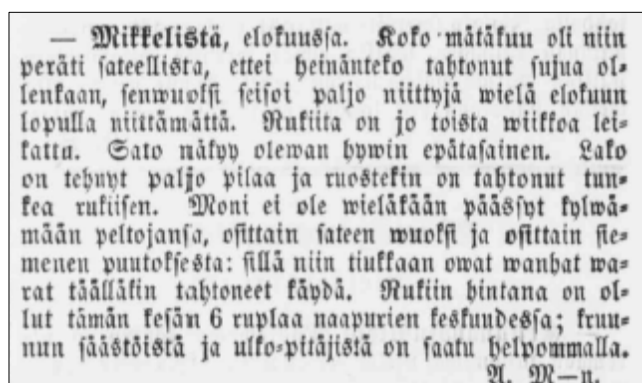 — Mikkelistä, elokuussa. Koko mätäkuu oli niin
peräti sateellista, ettei heinänteko tahtonut sujua ol-
lenkaan, senwuoksi seisoi paljo niittyjä wielä elokuun
lopulla niittämättä. Rukiita on jo toista wiikkoa lei-
kattu. Sato näkyy olewan hywin epätasainen. Lako
on tehnyt paljo pilaa ja ruostekin on tahtonut tun-
kea rukiisen. Moni ei ole wieläkään päässyt kylwä-
mään peltojansa, osittain sateen wuoksi ja osittain sie-
menen puutoksesta: sillä niin tiukkaan owat wanhat wa-
rat täälläkin tahtoneet käydä. Rukiin hintana on ol-
lut tämän kesän 6 ruplaa naapurien keskuudessa; kruu-
nun säästöistä ja ulko-pitäjistä on saatu helpommalla.
A. M—n.